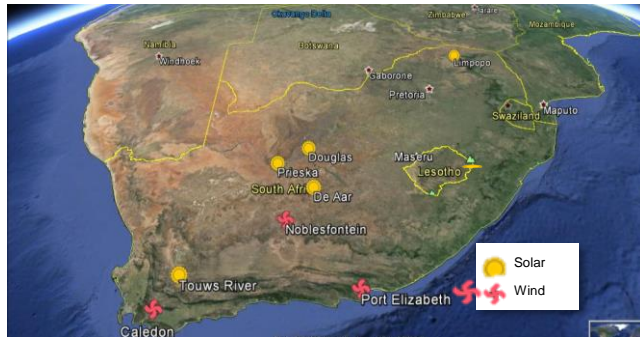 Zimbabwe
Mozambique
Namibia
Botswana
Windhoek
Limpopo
Gaborone
Pretoria
Swaziland
Maputo
Douglas
Maseru
Prieska
Lesotho
South Afri
De Aar
Noblesfontein
Touws River
Port Elizabeth
Caledon
Solar
Wind